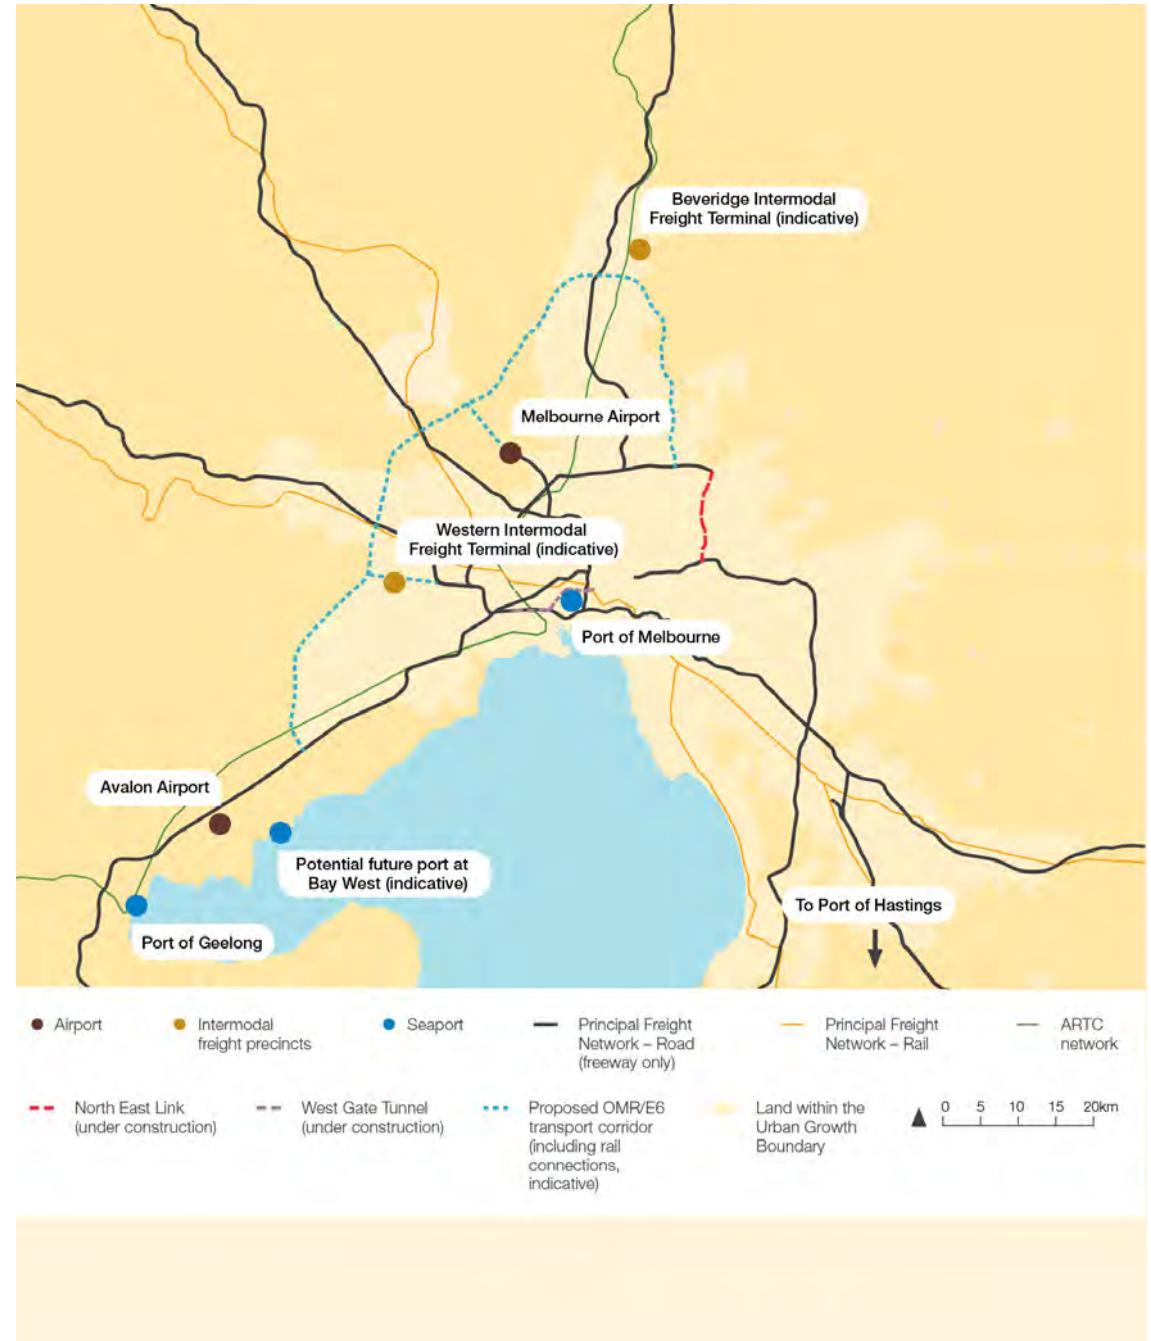 Beveridge Intermodal
Freight Terminal (indicative)
Melbourne Airport
Western Intermodal
Freight Terminal (indicative)
Port of Melbourne
Avalon Airport
Potential future port at
Bay West (indicative)
To Port of Hastings
Port of Geelong
Airport
Intermodal
freight precincts
Seaport
Principal Freight
Network – Road
(freeway only)
Principal Freight
Network – Rail
ARTC
network
North East Link
(under construction)
West Gate Tunnel
(under construction)
Proposed OMR/E6
transport corridor
(including rail
connections,
indicative)
Land within the
Urban Growth
Boundary
0 5 10 15 20km